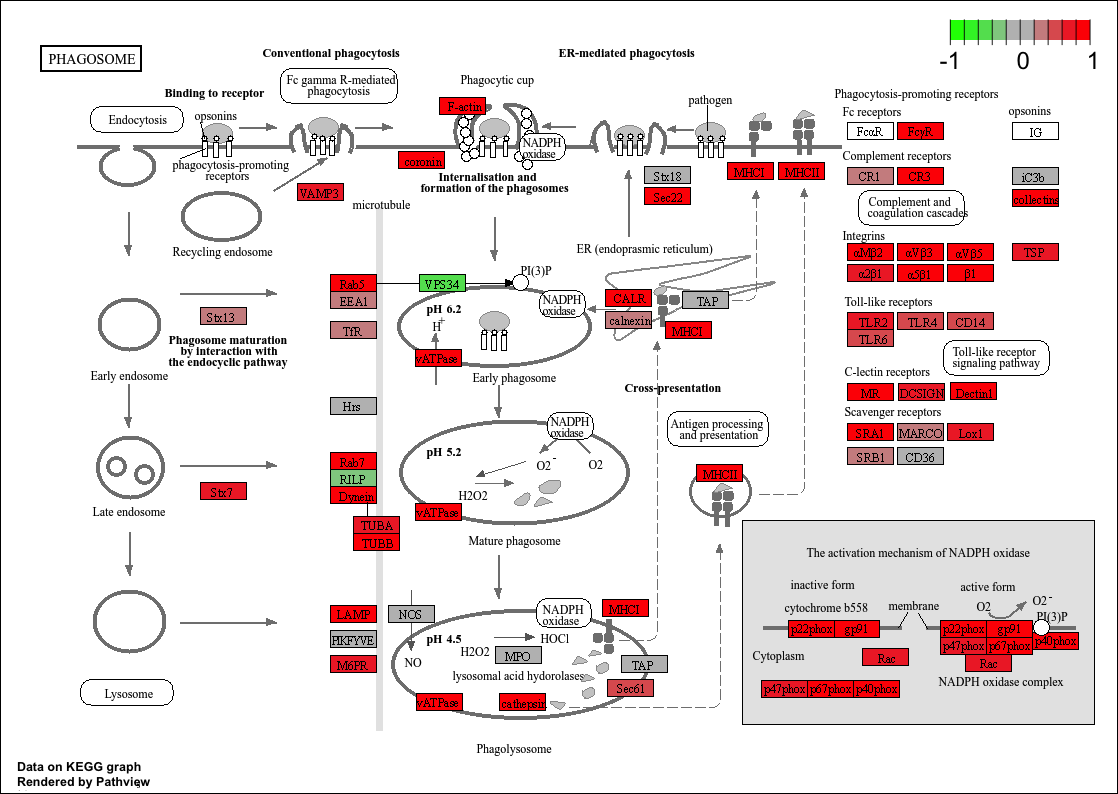 PHAGOSOME
Conventional phagocytosis
ER-mediated phagocytosis
-1
0
1
Fc gamma R-mediated
phagocytosis
Phagocytic cup
Binding to receptor
Endocytosis
opsonins
F-actin
pathogen
NADPH
oxidase
phagocytosis-promoting
receptors
coronin
Internalisation and
formation of the phagosomes
VAMP3
microtubule
Stx18
Sec22
MHCI
MHCII
Recycling endosome
ER (endoprasmic reticulum)
Phagocytosis-promoting receptors
Fc receptors
opsonins
FcαR
FcγR
IG
Complement receptors
CR1
CR3
iC3b
collectins
Complement and
coagulation cascades
Integrins
αMβ2
αVβ3
αVβ5
TSP
α2β1
α5β1
β1
Toll-like receptors
TLR2
TLR4
CD14
TLR6
Toll-like receptor
signaling pathway
C-lectin receptors
MR
DCSIGN
Dectin1
Scavenger receptors
SRA1
MARCO
Lox1
SRB1
CD36
Rab5
EEA1
TfR
Stx13
VPS34
PI(3)P
NADPH
oxidase
pH 6.2
H+
vATPase
CALR
calnexin
TAP
MHCI
Phagosome maturation
by interaction with
the endocyclic pathway
Early endosome
Early phagosome
Cross-presentation
Hrs
NADPH
oxidase
pH 5.2
O2-
O2
H2O2
vATPase
Antigen processing
and presentation
MHCII
Rab7
RILP
Dynein
TUBA
TUBB
Stx7
Late endosome
Mature phagosome
LAMP
PIKFYVE
M6PR
NOS
NO
NADPH
oxidase
MHCI
pH 4.5
HOCl
H2O2
MPO
TAP
lysosomal acid hydorolases
Sec61
vATPase
cathepsin
Lysosome
Phagolysosome
The activation mechanism of NADPH oxidase
inactive form
active form
cytochrome b558
membrane
O2
O2-
PI(3)P
p22phox
gp91
p22phox
gp91
p47phox
p67phox
p40phox
Cytoplasm
Rac
Rac
p47phox
p67phox
p40phox
NADPH oxidase complex
Data on KEGG graph
Rendered by Pathview